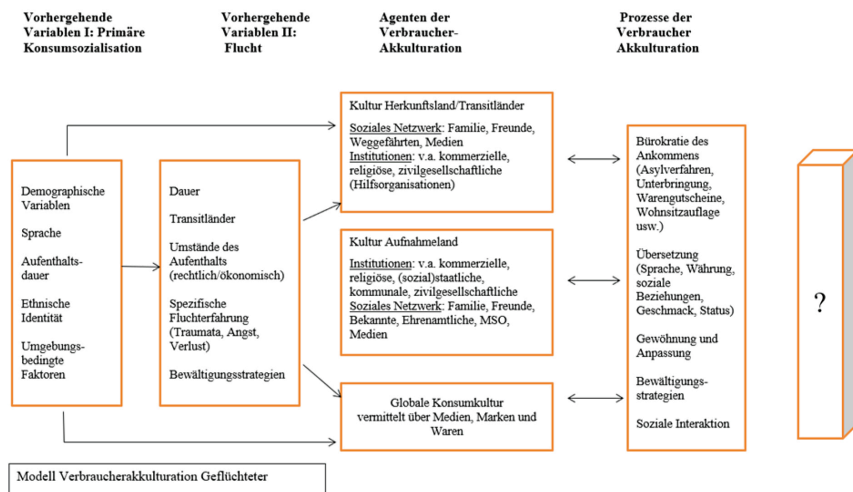 Vorhergehende
Variablen I: Primäre
Konsumsozialisation
Vorhergehende
Variablen II:
Flucht
Agenten der
Verbraucher-
Akkulturation
Prozesse der
Verbraucher
Akkulturation
Demographische
Variablen
Sprache
Aufenthalts-
dauer
Ethnische
Identität
Umgebungs-
bedingte
Faktoren
Dauer
Transitländer
Umstände des
Aufenthalts
(rechtlich/ökonomisch)
Spezifische
Fluchterfahrung
(Traumata, Angst,
Verlust)
Bewältigungsstrategien
Kultur Herkunftsland/Transitländer
Soziales Netzwerk: Familie, Freunde,
Weggefährten, Medien
Institutionen: v.a. kommerzielle,
religiöse, zivilgesellschaftliche
(Hilfsorganisationen)
Kultur Aufnahmeland
Institutionen: v.a. kommerzielle,
religiöse, (sozial)staatliche,
kommunale, zivilgesellschaftliche
Soziales Netzwerk: Familie, Freunde,
Bekannte, Ehrenamtliche, MSO,
Medien
Globale Konsumkultur
vermittelt über Medien, Marken und
Waren
Bürokratie des
Ankommens
(Asylverfahren,
Unterbringung,
Warengutscheine,
Wohnsitzauflage
usw.)
Übersetzung
(Sprache, Währung,
soziale
Beziehungen,
Geschmack, Status)
Gewöhnung und
Anpassung
Bewältigungs-
strategien
Soziale Interaktion
?
Modell Verbraucherakkulturation Geflüchteter